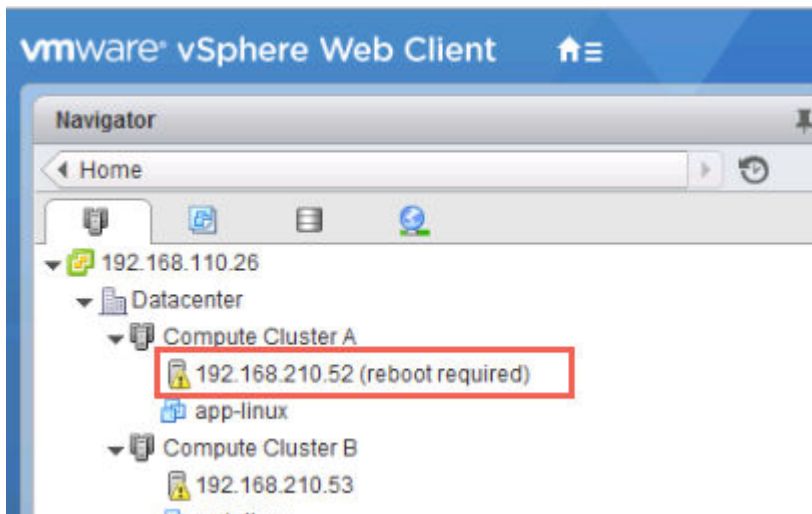 vmware® vSphere Web Client
Navigator
Home
192.168.110.26
Datacenter
Compute Cluster A
192.168.210.52 (reboot required)
app-linux
Compute Cluster B
192.168.210.53